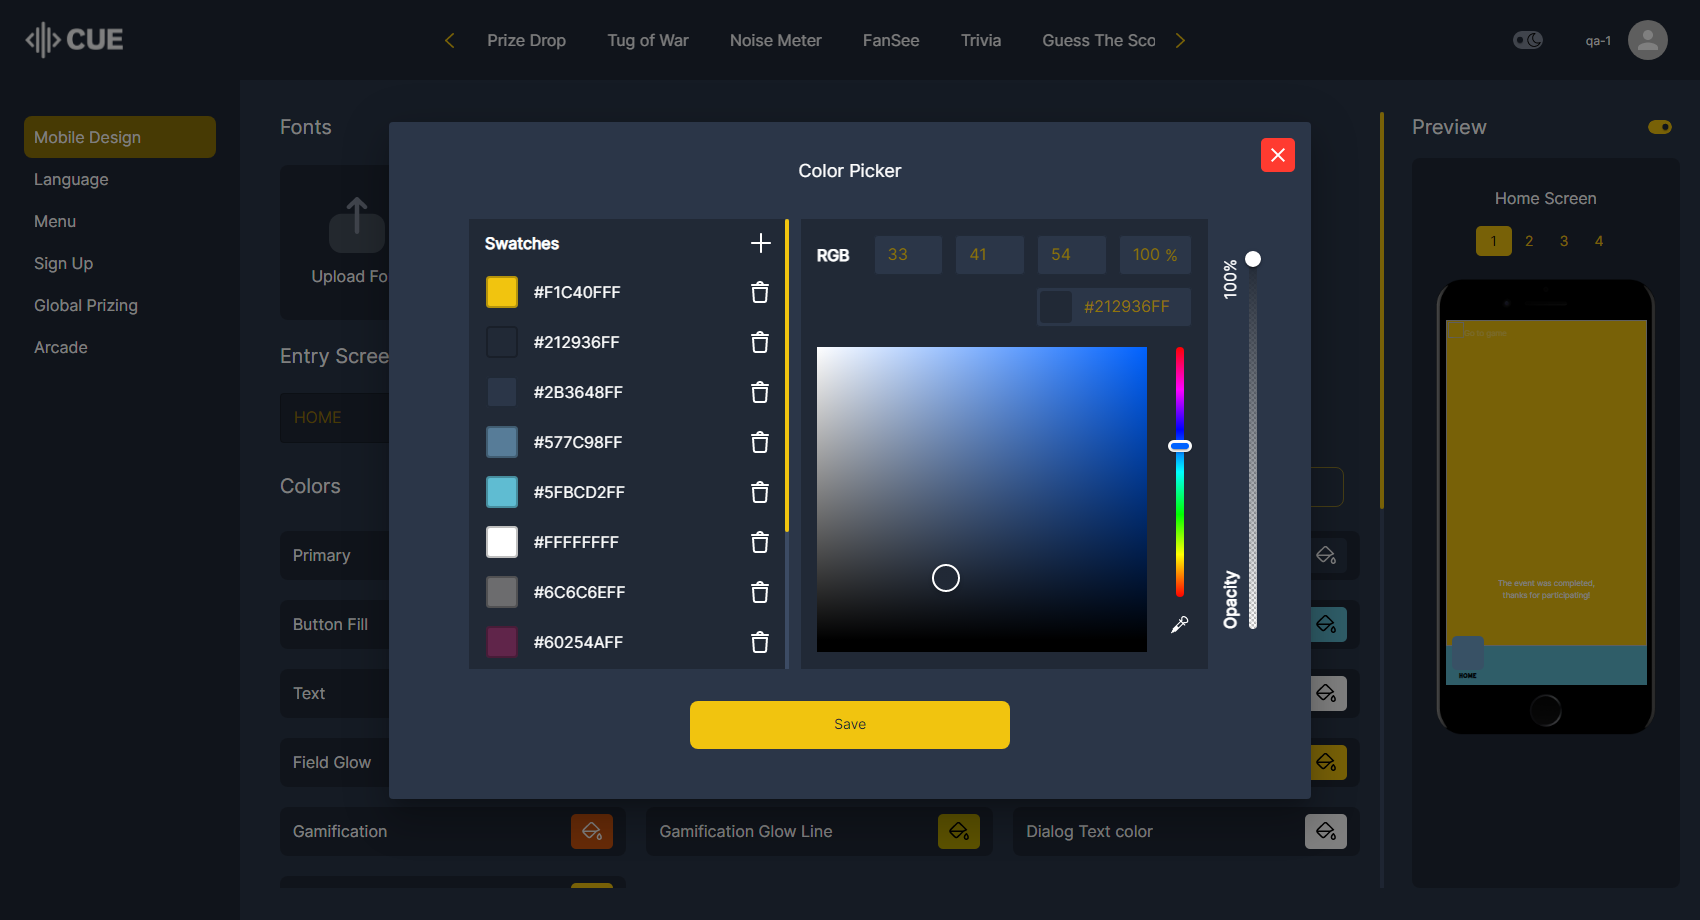 CUE
Prize Drop
Tug of War
Noise Meter
FanSee
Trivia
Guess The Sco
qa-1
Mobile Design
Language
Menu
Sign Up
Global Prizing
Arcade
Fonts
Upload Fo
Entry Scree
HOME
Colors
Primary
Button Fill
Text
Field Glow
Gamification
Gamification Glow Line
Dialog Text color
Color Picker
Swatches
#F1C40FFF
#212936FF
#2B3648FF
#577C98FF
#5FBCD2FF
#FFFFFFFF
#6C6C6EFF
#60254AFF
RGB
33
41
54
100 %
#212936FF
100%
Opacity
Save
Preview
Home Screen
1
2
3
4
The event was completed,
thanks for participating!
HOME